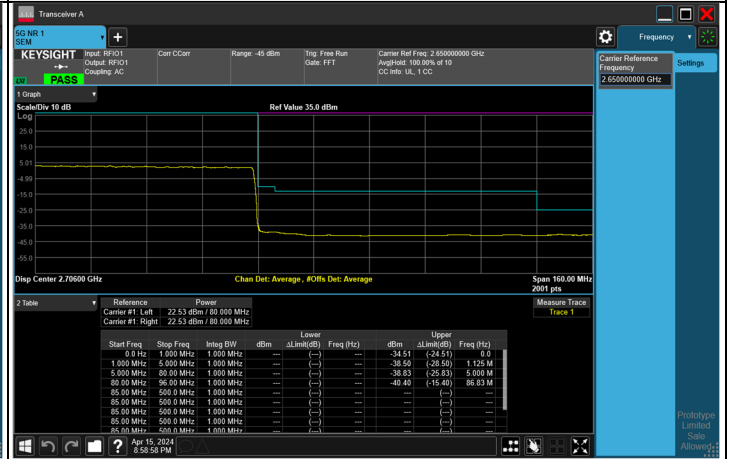 Transceiver A
5G NR 1
SEM
Frequency
KEYSIGHT
Input: RFIO1
Output: RFIO1
Coupling: AC
Corr CCorr
Range: -45 dBm
Trig: Free Run
Gate: FFT
Carrier Ref Freq: 2.650000000 GHz
Avg|Hold: 100.00% of 10
CC Info: UL, 1 CC
LXI
PASS
Carrier Reference
Frequency
2.650000000 GHz
Settings
1 Graph
Scale/Div 10 dB
Ref Value 35.0 dBm
Log
25.0
15.0
5.01
-4.99
-15.0
-25.0
-35.0
-45.0
-55.0
Disp Center 2.70600 GHz
Chan Det: Average , #Offs Det: Average
Span 160.00 MHz
2001 pts
2 Table
Reference Power
Carrier #1: Left 22.53 dBm / 80.000 MHz
Carrier #1: Right 22.53 dBm / 80.000 MHz
Measure Trace
Trace 1
Lower Upper
Start Freq Stop Freq Integ BW dBm ΔLimit(dB) Freq (Hz) dBm ΔLimit(dB) Freq (Hz)
0.0 Hz 1.000 MHz 1.000 MHz --- (---) --- -34.51 (-24.51) 0.0
1.000 MHz 5.000 MHz 1.000 MHz --- (---) --- -38.50 (-28.50) 1.125 M
5.000 MHz 80.00 MHz 1.000 MHz --- (---) --- -38.83 (-25.83) 5.000 M
80.00 MHz 96.00 MHz 1.000 MHz --- (---) --- -40.40 (-15.40) 86.83 M
85.00 MHz 500.0 MHz 1.000 MHz --- (---) --- --- (---) ---
85.00 MHz 500.0 MHz 1.000 MHz --- (---) --- --- (---) ---
85.00 MHz 500.0 MHz 1.000 MHz --- (---) --- --- (---) ---
85.00 MHz 500.0 MHz 1.000 MHz --- (---) --- --- (---) ---
Prototype
Limited
Sale
Allowed
?
Apr 15, 2024
8:58:58 PM